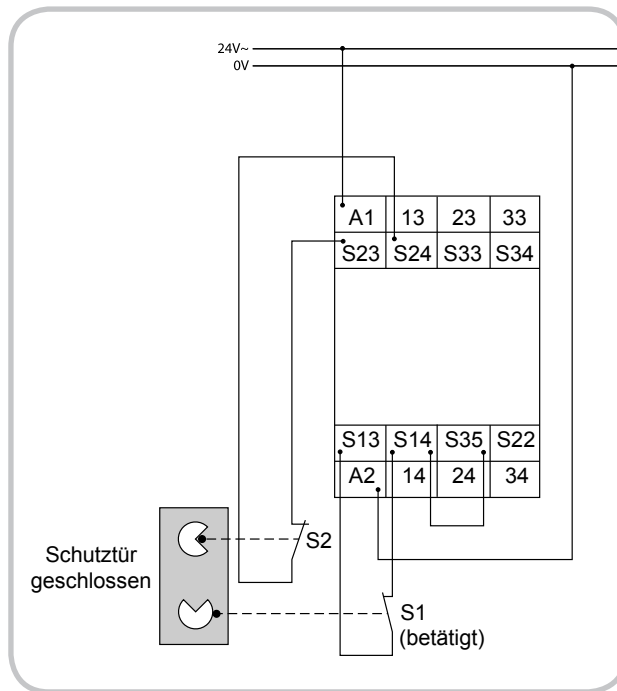 24V~
0V
A1 13 23 33
S23 S24 S33 S34
S13 S14 S35 S22
A2 14 24 34
S2
Schutztür
geschlossen
S1
(betätigt)